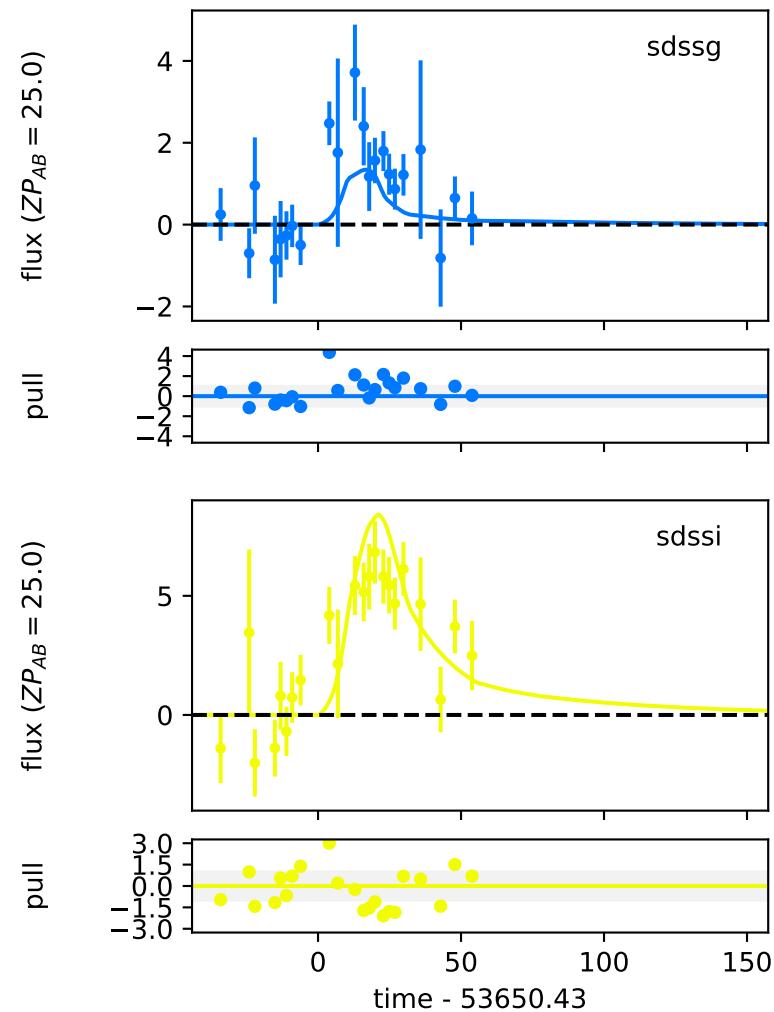 sdssg
flux (ZP_AB = 25.0)
4
2
0
−2
pull
4
2
0
−2
−4
sdssi
flux (ZP_AB = 25.0)
5
0
pull
3.0
1.5
0.0
−1.5
−3.0
0 50 100 150
time - 53650.43